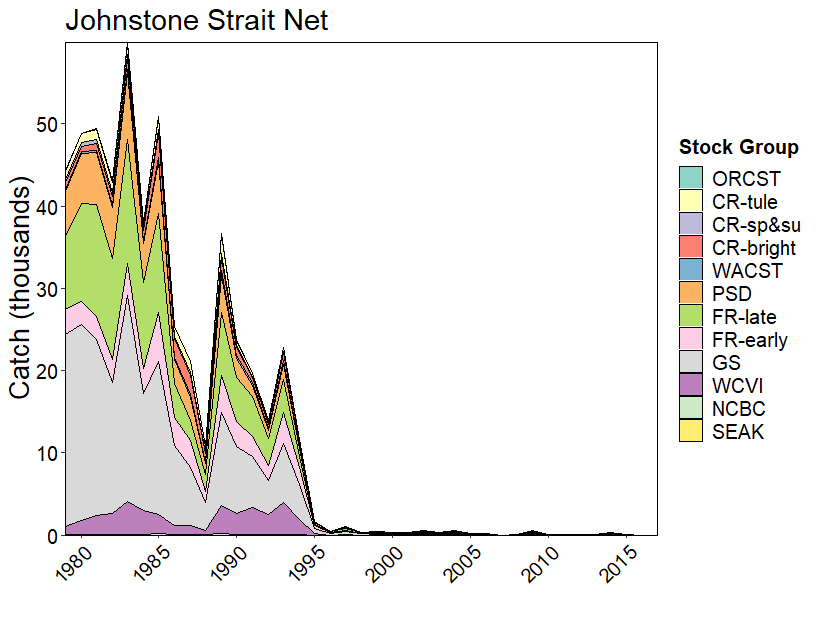 Johnstone Strait Net
Catch (thousands)
50
40
30
20
10
0
1980
1985
1990
1995
2000
2005
2010
2015
Stock Group
ORCST
CR-tule
CR-sp&su
CR-bright
WACST
PSD
FR-late
FR-early
GS
WCVI
NCBC
SEAK